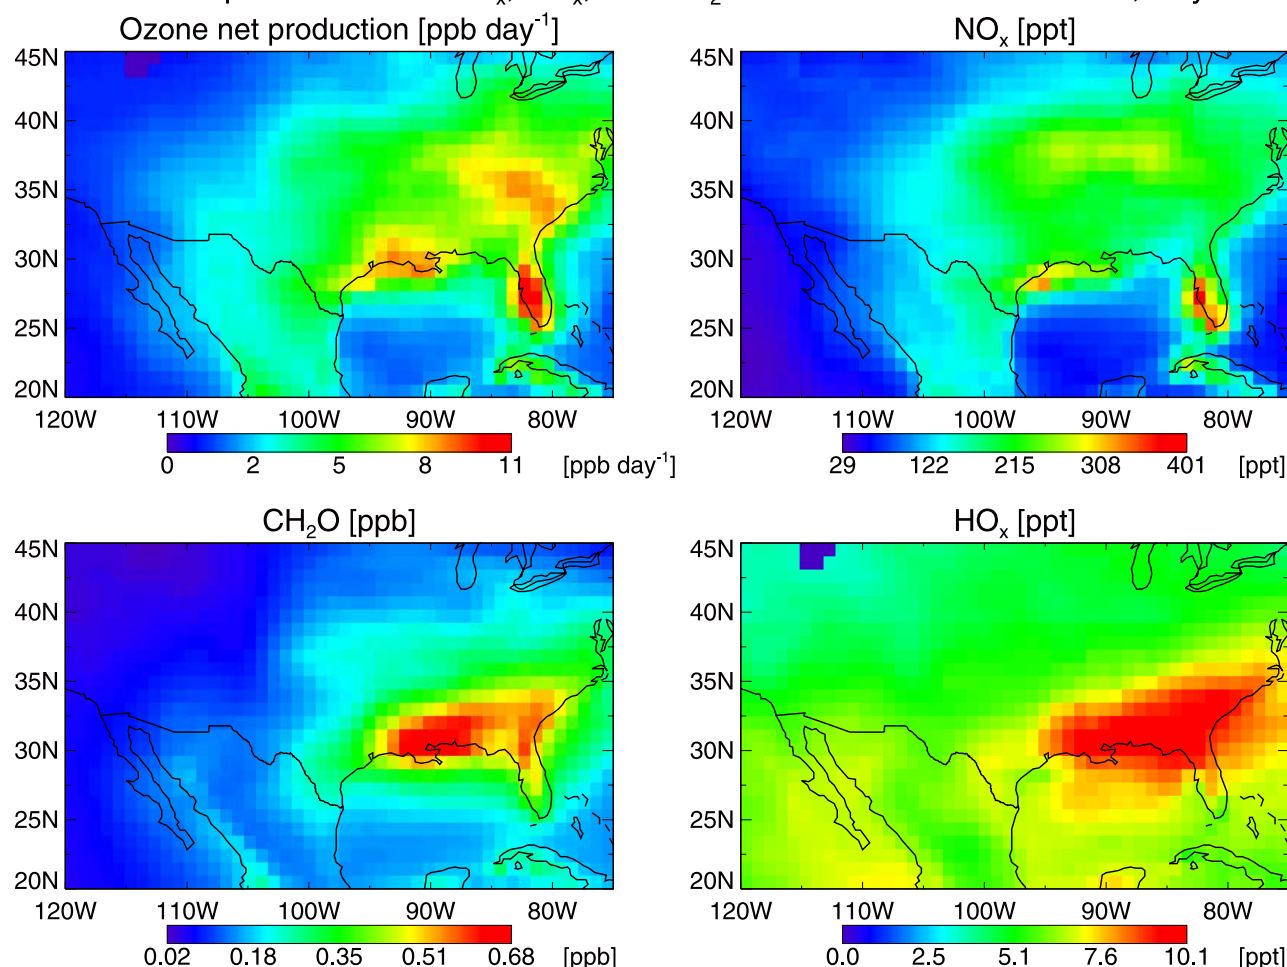 Ozone net production [ppb day⁻¹]
NOₓ [ppt]
45N
40N
35N
30N
25N
20N
120W 110W 100W 90W 80W
0 2 5 8 11 [ppb day⁻¹]
45N
40N
35N
30N
25N
20N
120W 110W 100W 90W 80W
29 122 215 308 401 [ppt]
CH₂O [ppb]
HOₓ [ppt]
45N
40N
35N
30N
25N
20N
120W 110W 100W 90W 80W
0.02 0.18 0.35 0.51 0.68 [ppb]
45N
40N
35N
30N
25N
20N
120W 110W 100W 90W 80W
0.0 2.5 5.1 7.6 10.1 [ppt]